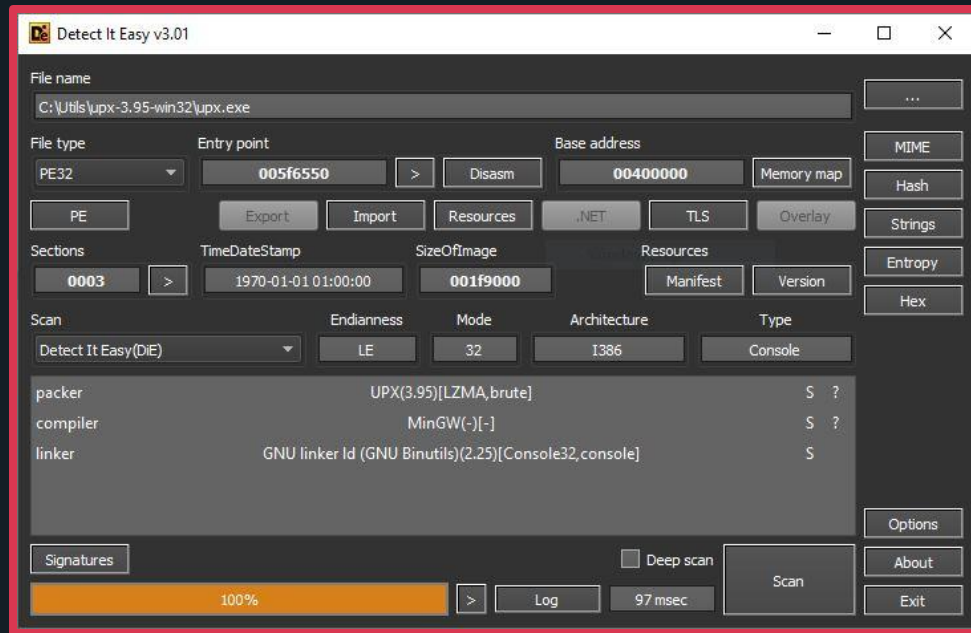 Detect It Easy v3.01
File name
C:\Utils\upx-3.95-win32\upx.exe
...
File type Entry point Base address
PE32 005f6550 > Disasm 00400000 Memory map MIME
Hash
PE Export Import Resources .NET TLS Overlay
Strings
Sections TimeDateStamp SizeOfImage Resources
Entropy
0003 > 1970-01-01 01:00:00 001f9000 Manifest Version
Hex
Scan Endianness Mode Architecture Type
Detect It Easy(DiE) LE 32 I386 Console
packer UPX(3.95)[LZMA,brute] S ?
compiler MinGW(-)[-] S ?
linker GNU linker ld (GNU Binutils)(2.25)[Console32,console] S
Options
Signatures Deep scan About
Scan
100% > Log 97 msec Exit